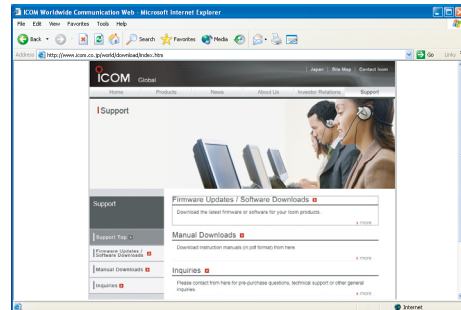 ICOM Worldwide Communication Web - Microsoft Internet Explorer
File Edit View Favorites Tools Help
Back Search Favorites Media
Address http://www.icom.co.jp/world/download/index.htm Go Links
ICOM Global Japan Site Map Contact Icom
Home Products News About Us Investor Relations Support
Support
Support
Support Top
Firmware Updates /
Software Downloads
Manual Downloads
Inquiries
Firmware Updates / Software Downloads
Download the latest firmware or software for your Icom products.
more
Manual Downloads
Download instruction manuals (in pdf format) from here
more
Inquiries
Please contact from here for pre-purchase questions, technical support or other general
inquiries.
more
Internet